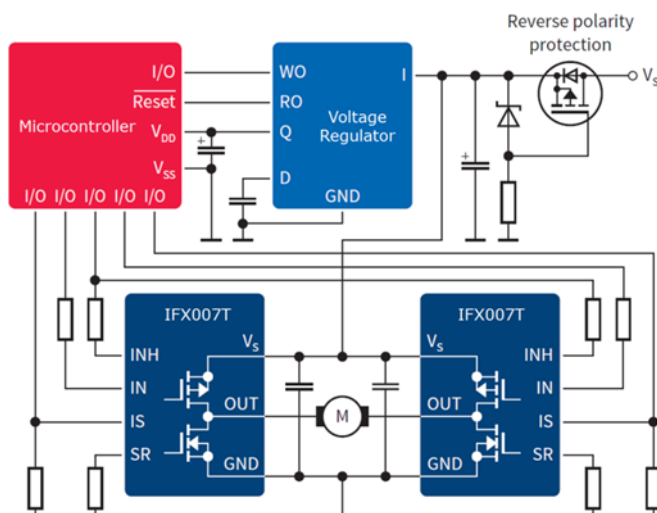 Reverse polarity
protection
I/O
WO
I
Vs
Reset
RO
Voltage
Regulator
Microcontroller
VDD
Q
VSS
D
GND
I/O I/O I/O I/O I/O
IFX007T
IFX007T
VS
VS
INH
INH
IN
IN
OUT
M
OUT
IS
IS
SR
SR
GND
GND
+
+